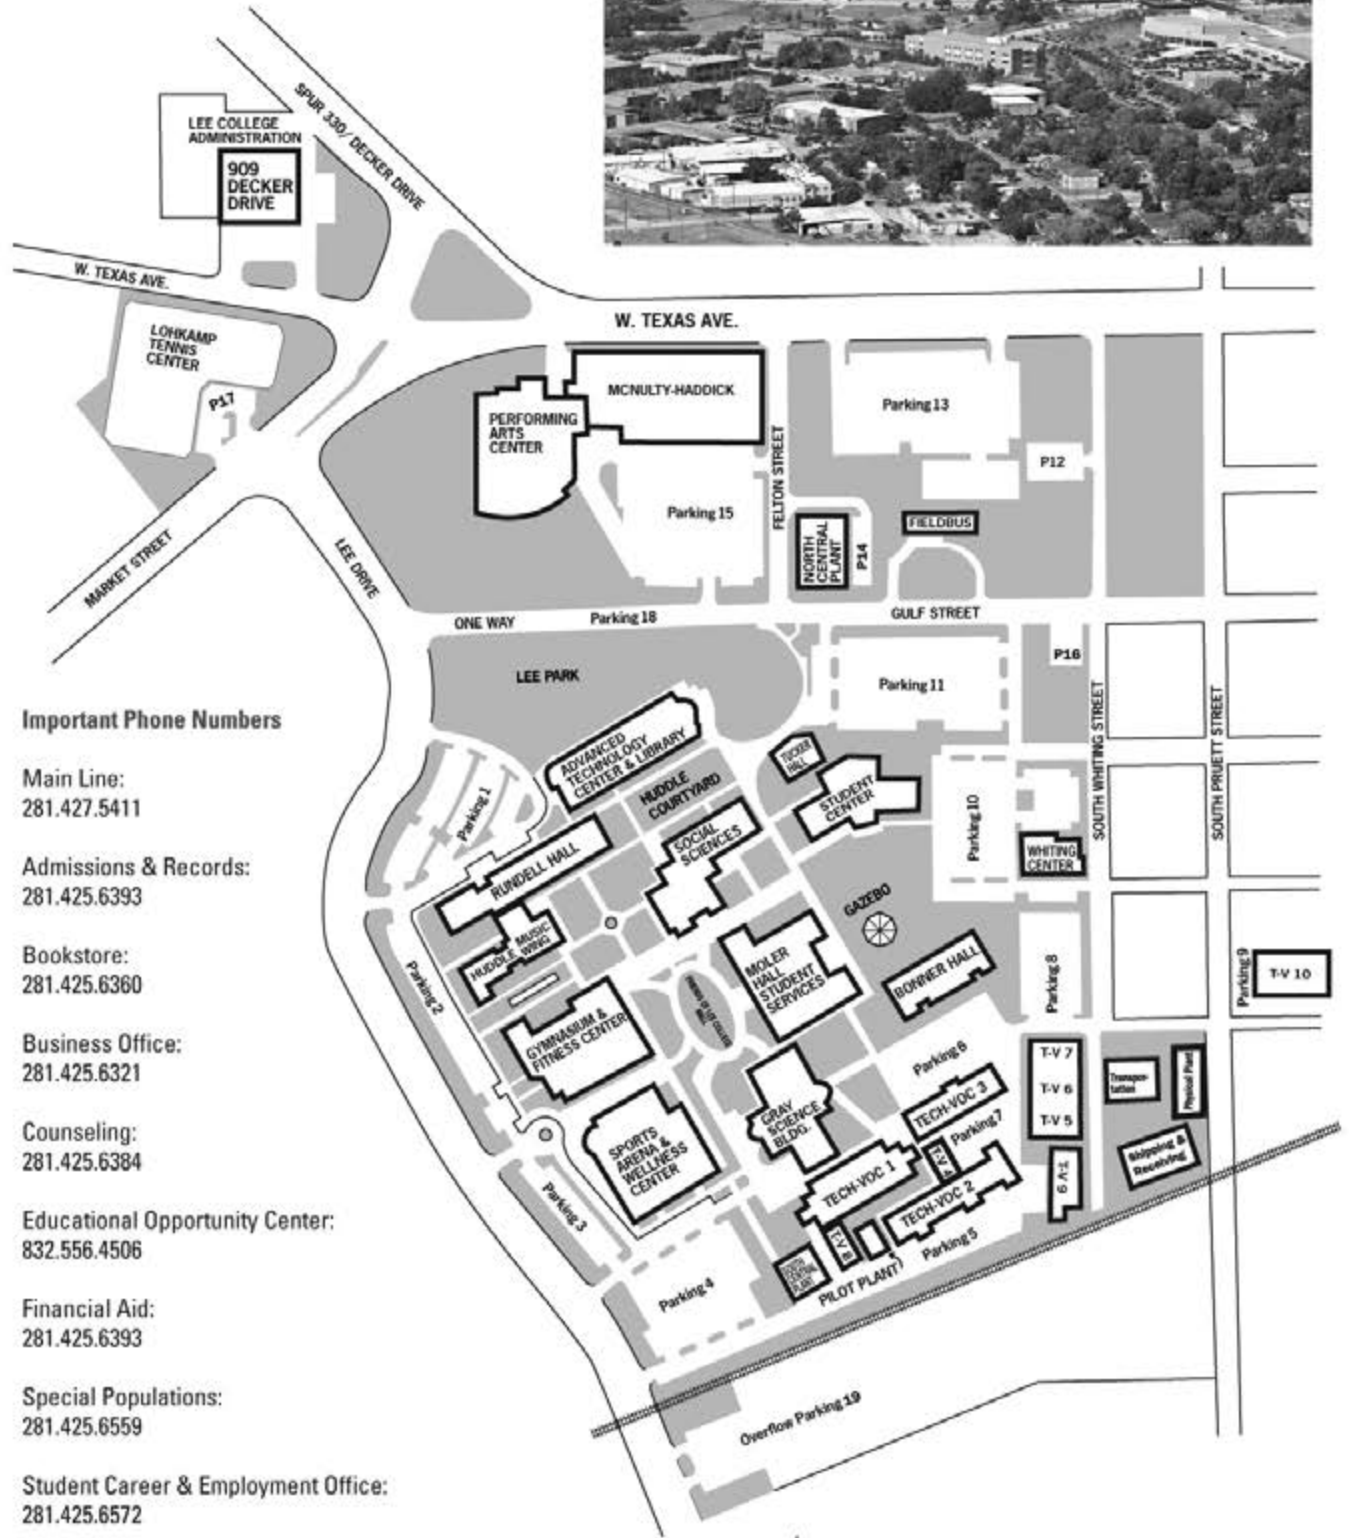 SPUR 330/ DECKER DRIVE
LEE COLLEGE
ADMINISTRATION
909
DECKER
DRIVE
W. TEXAS AVE.
W. TEXAS AVE.
LOHKAMP
TENNIS
CENTER
P17
MCNULTY-HADDICK
PERFORMING
ARTS
CENTER
Parking 13
P12
FELTON STREET
Parking 15
FIELDBUS
NORTH
CENTRAL
PLANT
P14
MARKET STREET
LEE DRIVE
ONE WAY
Parking 18
GULF STREET
LEE PARK
P16
Parking 11
SOUTH WHITING STREET
SOUTH PRUETT STREET
ADVANCED
TECHNOLOGY
CENTER & LIBRARY
TUCKER
HALL
HUDDLE
COURTYARD
STUDENT
CENTER
Parking 1
Parking 10
SOCIAL
SCIENCES
WHITING
CENTER
RUNDELL HALL
GAZEBO
MUSIC
WING
HUDDLE
MOLER
HALL
STUDENT
SERVICES
BONNER HALL
Parking 2
Parking 8
Parking 9
T-V 10
GYMNASIUM &
FITNESS CENTER
Parking 6
T-V 7
T-V 6
T-V 5
Transpor-
tation
Physical Plant
TECH-VOC 3
GRAY
SCIENCE
BLDG.
Parking 7
SPORTS
ARENA &
WELLNESS
CENTER
T-V 4
Shipping &
Receiving
TECH-VOC 1
T-V 9
TECH-VOC 2
Parking 3
T-V 8
Parking 5
SOUTH
CENTRAL
PLANT
PILOT PLANT
Parking 4
Overflow Parking 19
Important Phone Numbers
Main Line:
281.427.5411
Admissions & Records:
281.425.6393
Bookstore:
281.425.6360
Business Office:
281.425.6321
Counseling:
281.425.6384
Educational Opportunity Center:
832.556.4506
Financial Aid:
281.425.6393
Special Populations:
281.425.6559
Student Career & Employment Office:
281.425.6572